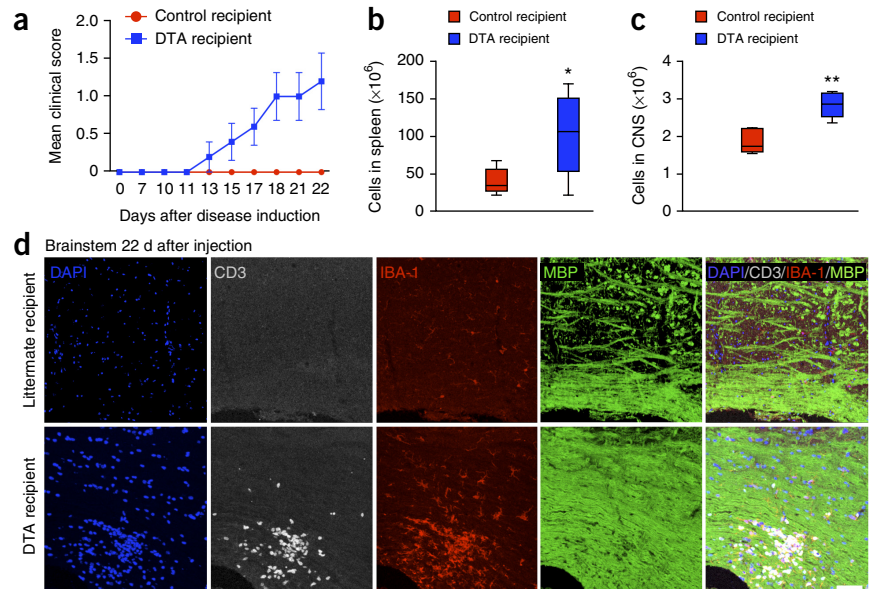 a
Control recipient
DTA recipient
Mean clinical score
2.0
1.5
1.0
0.5
0
0 7 10 11 13 15 17 18 21 22
Days after disease induction
b
Control recipient
DTA recipient
Cells in spleen (×10⁶)
200
150
100
50
0
*
c
Control recipient
DTA recipient
Cells in CNS (×10⁶)
4
3
2
1
0
**
d
Brainstem 22 d after injection
DAPI
CD3
IBA-1
MBP
DAPI/CD3/IBA-1/MBP
Littermate recipient
DTA recipient